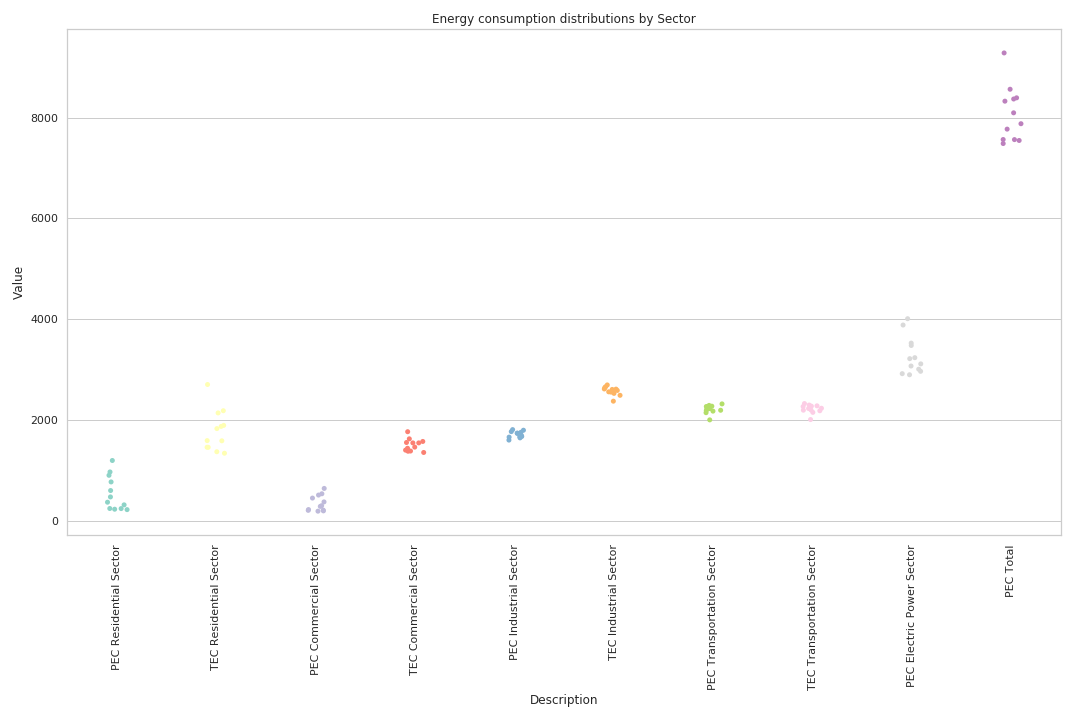 Energy consumption distributions by Sector
Value
8000
6000
4000
2000
0
PEC Residential Sector
TEC Residential Sector
PEC Commercial Sector
TEC Commercial Sector
PEC Industrial Sector
TEC Industrial Sector
PEC Transportation Sector
TEC Transportation Sector
PEC Electric Power Sector
PEC Total
Description